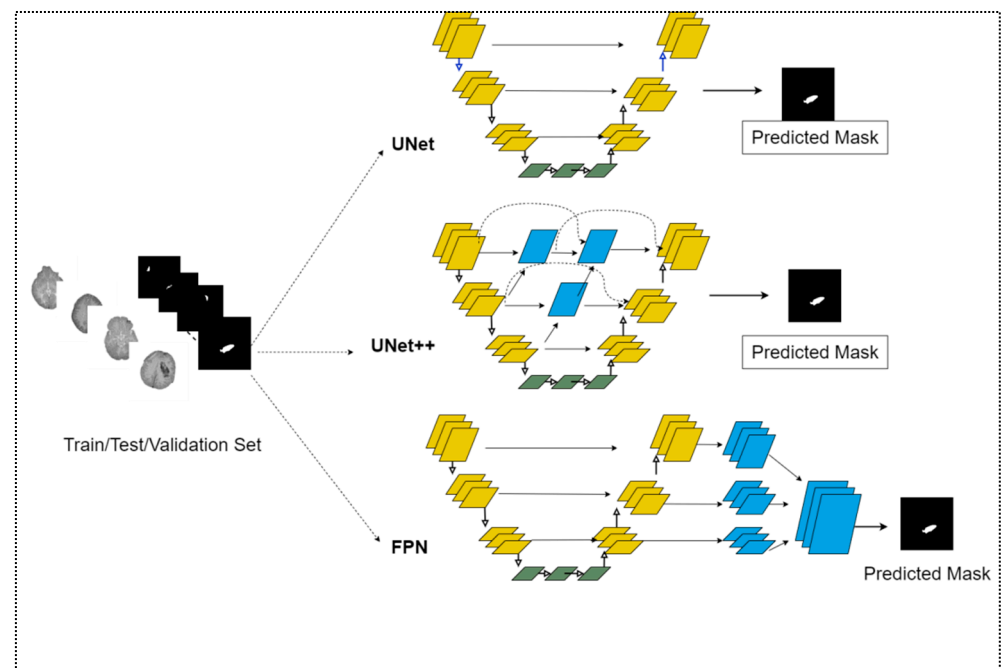 UNet
Predicted Mask
UNet++
Predicted Mask
Train/Test/Validation Set
FPN
Predicted Mask